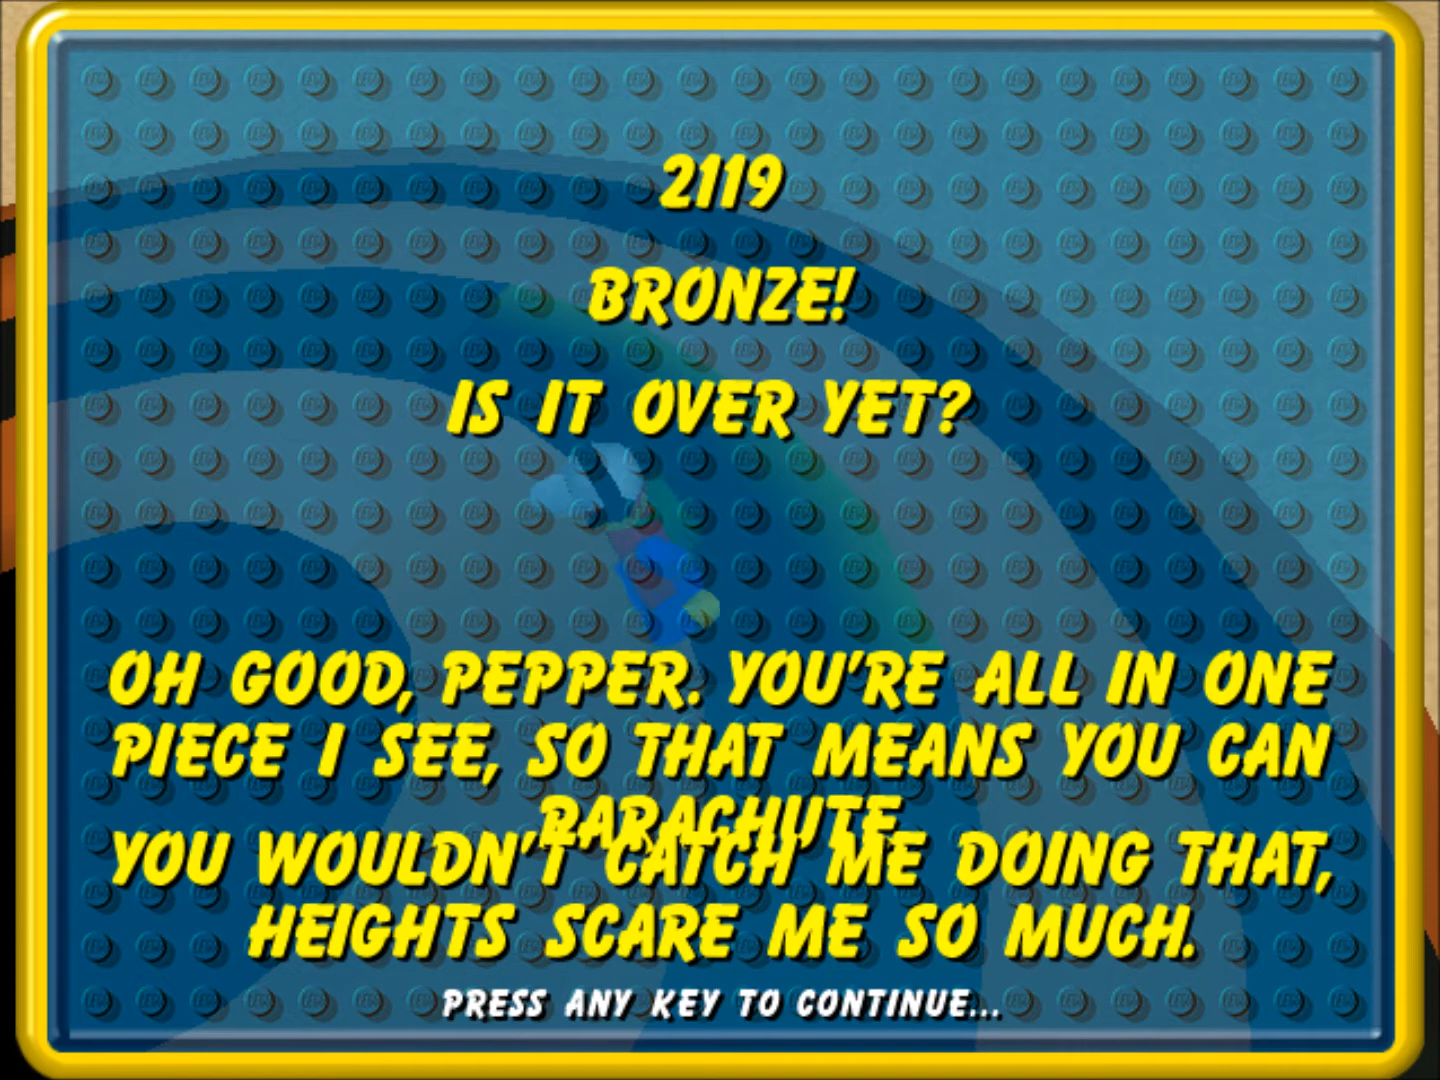 2119
BRONZE!
IS IT OVER YET?
OH GOOD, PEPPER. YOU'RE ALL IN ONE
PIECE I SEE, SO THAT MEANS YOU CAN
PARACHUTE.
YOU WOULDN'T CATCH ME DOING THAT,
HEIGHTS SCARE ME SO MUCH.
PRESS ANY KEY TO CONTINUE...